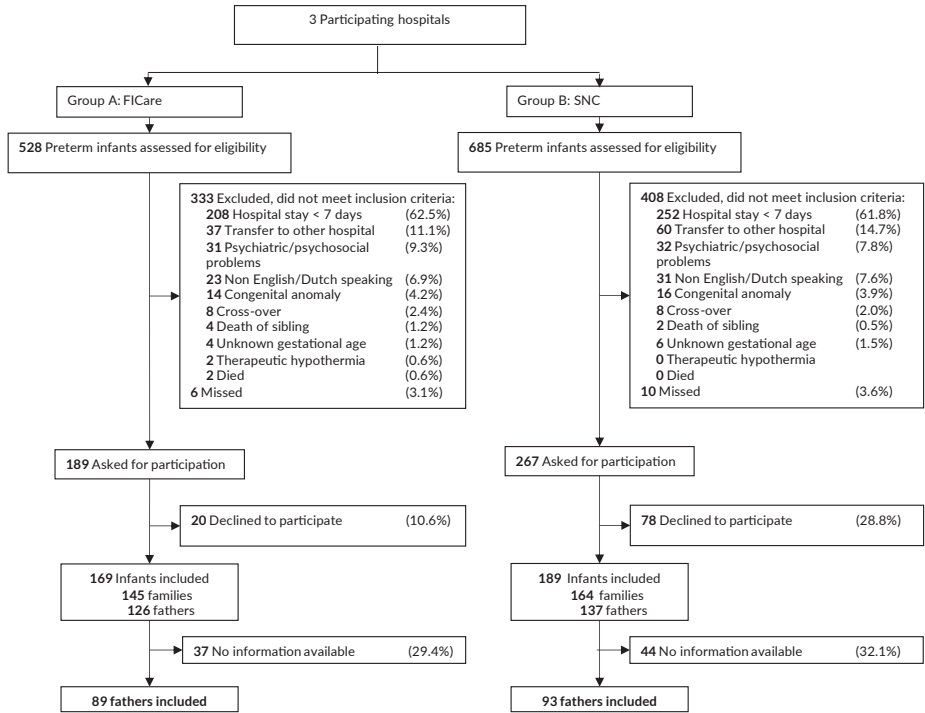 3 Participating hospitals
Group A: FICare
528 Preterm infants assessed for eligibility
333 Excluded, did not meet inclusion criteria:
208 Hospital stay < 7 days (62.5%)
37 Transfer to other hospital (11.1%)
31 Psychiatric/psychosocial (9.3%)
problems
23 Non English/Dutch speaking (6.9%)
14 Congenital anomaly (4.2%)
8 Cross-over (2.4%)
4 Death of sibling (1.2%)
4 Unknown gestational age (1.2%)
2 Therapeutic hypothermia (0.6%)
2 Died (0.6%)
6 Missed (3.1%)
189 Asked for participation
20 Declined to participate (10.6%)
169 Infants included
145 families
126 fathers
37 No information available (29.4%)
89 fathers included
Group B: SNC
685 Preterm infants assessed for eligibility
408 Excluded, did not meet inclusion criteria:
252 Hospital stay < 7 days (61.8%)
60 Transfer to other hospital (14.7%)
32 Psychiatric/psychosocial (7.8%)
problems
31 Non English/Dutch speaking (7.6%)
16 Congenital anomaly (3.9%)
8 Cross-over (2.0%)
2 Death of sibling (0.5%)
6 Unknown gestational age (1.5%)
0 Therapeutic hypothermia
0 Died
10 Missed (3.6%)
267 Asked for participation
78 Declined to participate (28.8%)
189 Infants included
164 families
137 fathers
44 No information available (32.1%)
93 fathers included